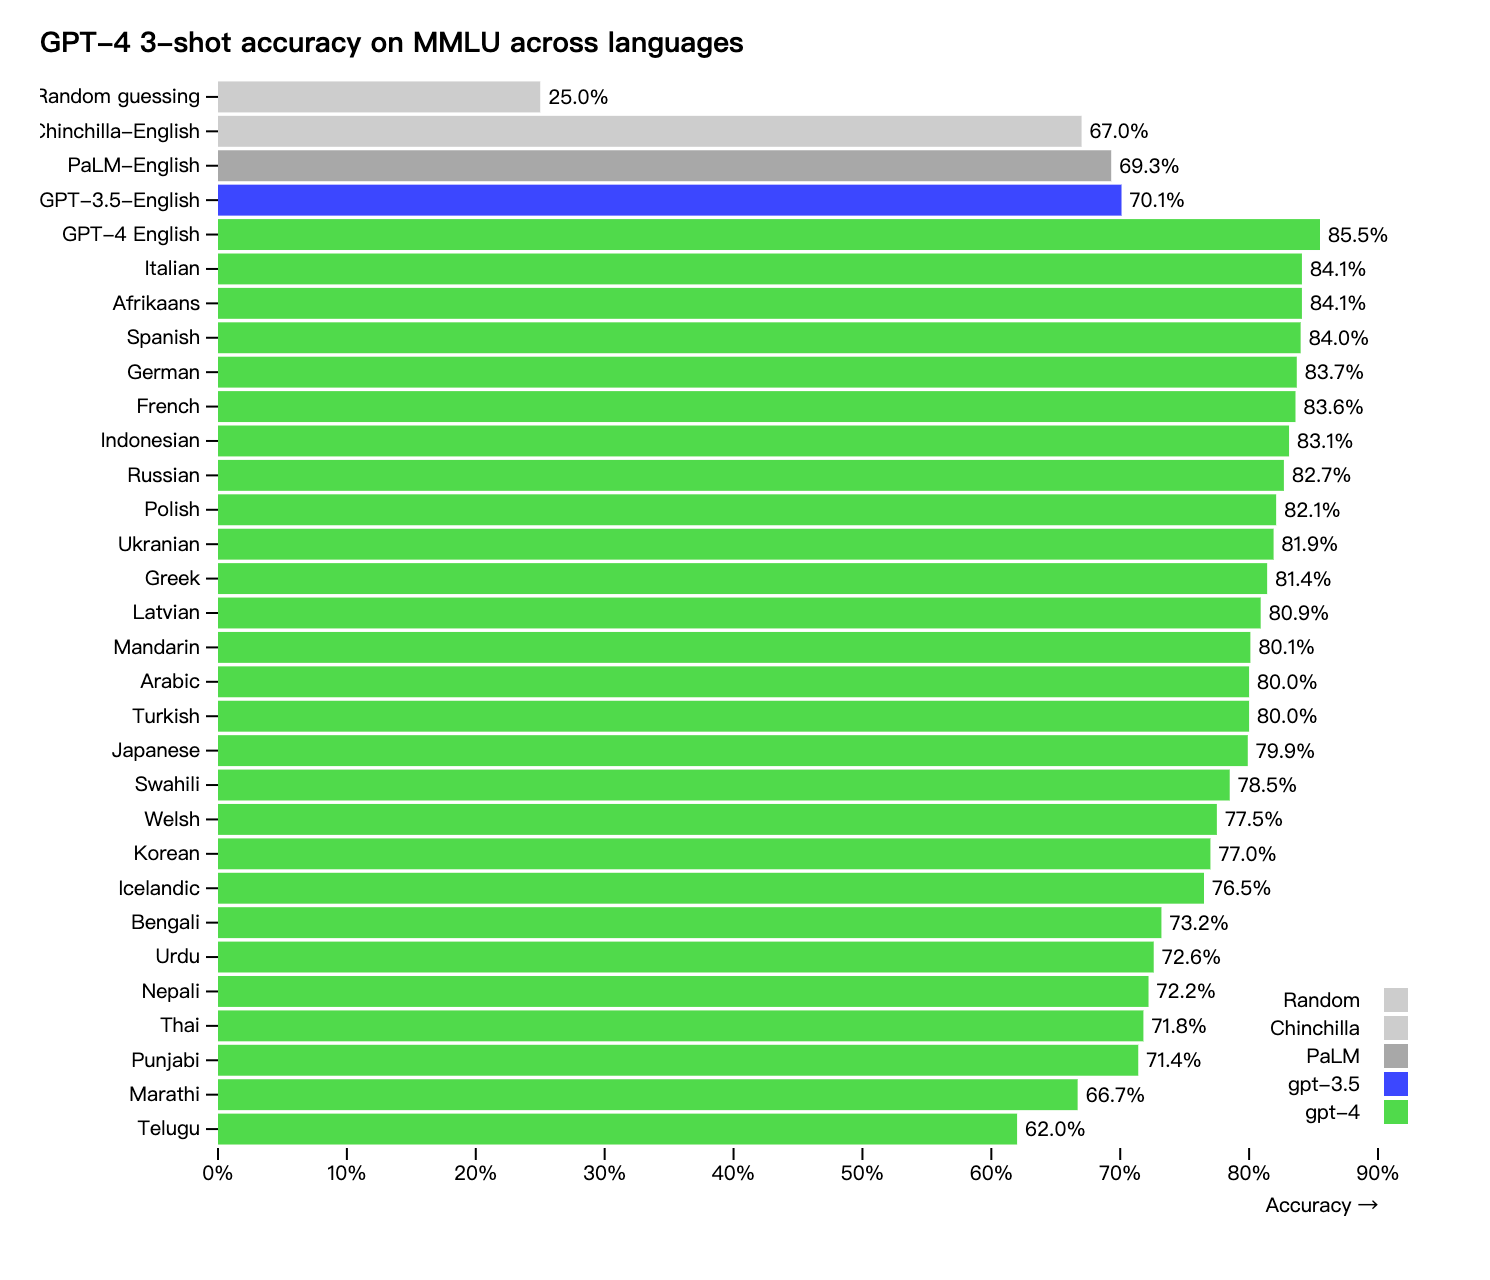 GPT–4 3–shot accuracy on MMLU across languages
Random guessing 25.0%
Chinchilla–English 67.0%
PaLM–English 69.3%
GPT–3.5–English 70.1%
GPT–4 English 85.5%
Italian 84.1%
Afrikaans 84.1%
Spanish 84.0%
German 83.7%
French 83.6%
Indonesian 83.1%
Russian 82.7%
Polish 82.1%
Ukranian 81.9%
Greek 81.4%
Latvian 80.9%
Mandarin 80.1%
Arabic 80.0%
Turkish 80.0%
Japanese 79.9%
Swahili 78.5%
Welsh 77.5%
Korean 77.0%
Icelandic 76.5%
Bengali 73.2%
Urdu 72.6%
Nepali 72.2%
Thai 71.8%
Punjabi 71.4%
Marathi 66.7%
Telugu 62.0%
Random
Chinchilla
PaLM
gpt–3.5
gpt–4
0% 10% 20% 30% 40% 50% 60% 70% 80% 90%
Accuracy →